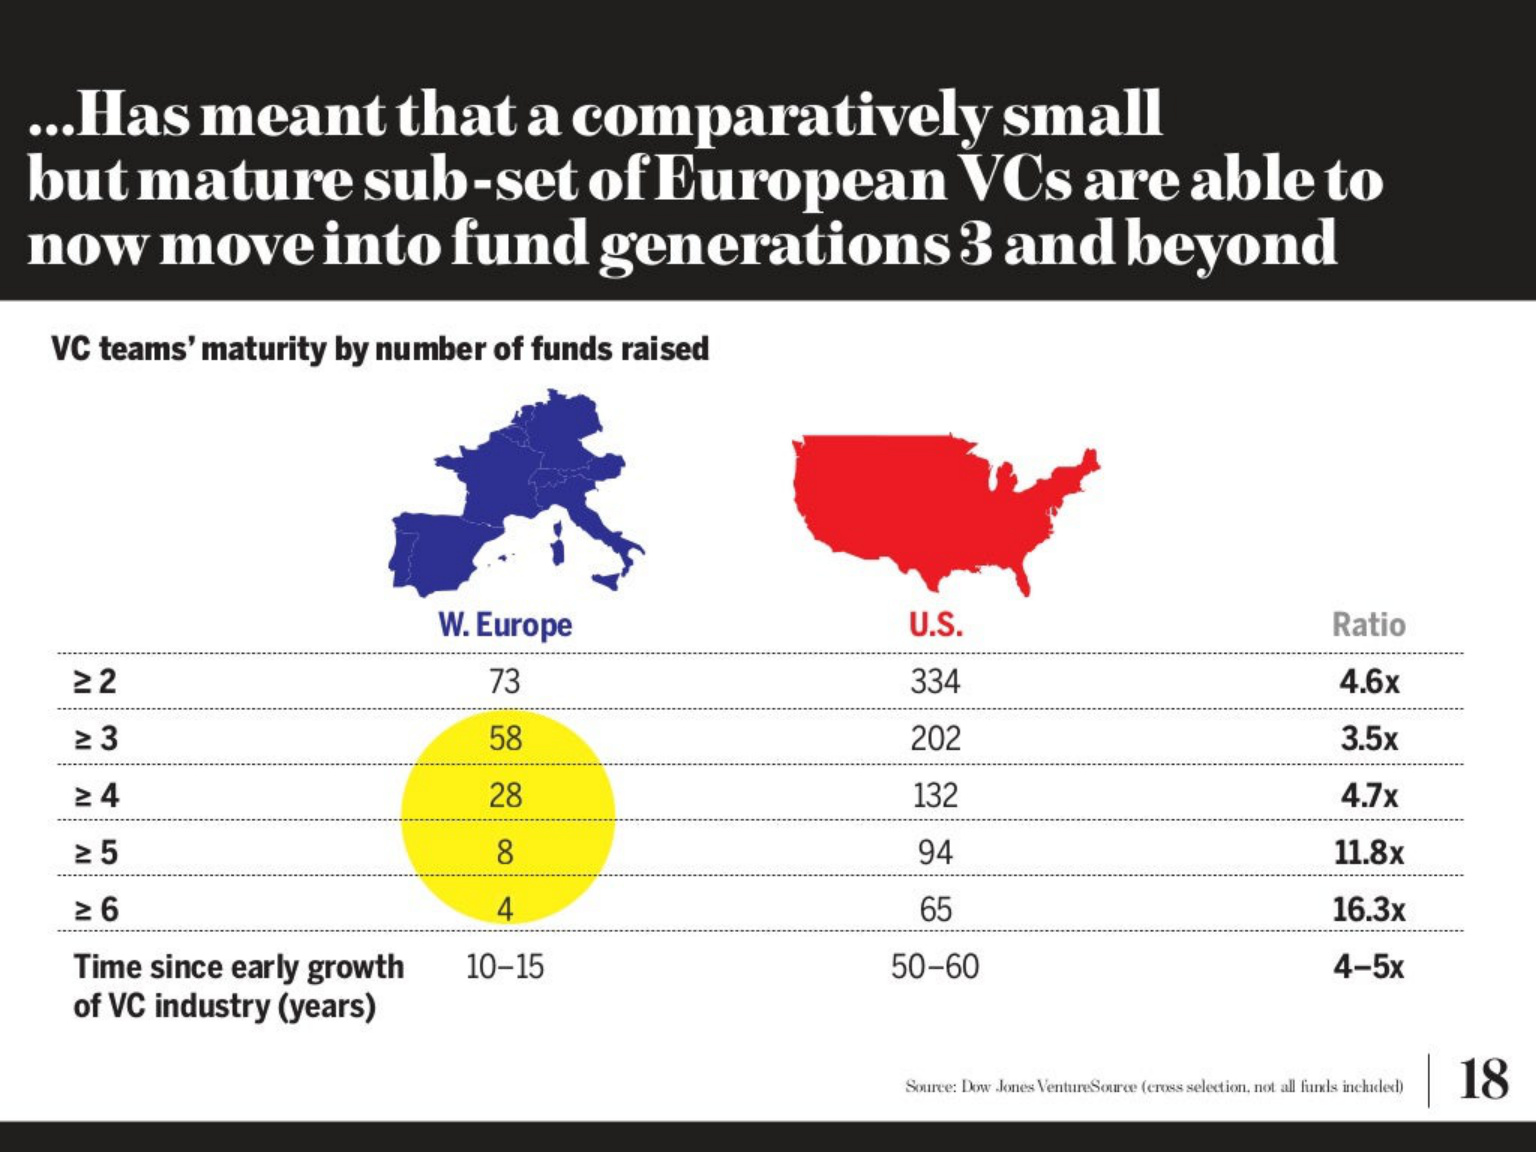 ...Has meant that a comparatively small
but mature sub-set of European VCs are able to
now move into fund generations 3 and beyond
VC teams' maturity by number of funds raised
W. Europe U.S. Ratio
≥ 2 73 334 4.6x
≥ 3 58 202 3.5x
≥ 4 28 132 4.7x
≥ 5 8 94 11.8x
≥ 6 4 65 16.3x
Time since early growth 10–15 50–60 4–5x
of VC industry (years)
Source: Dow Jones VentureSource (cross selection, not all funds included)
18